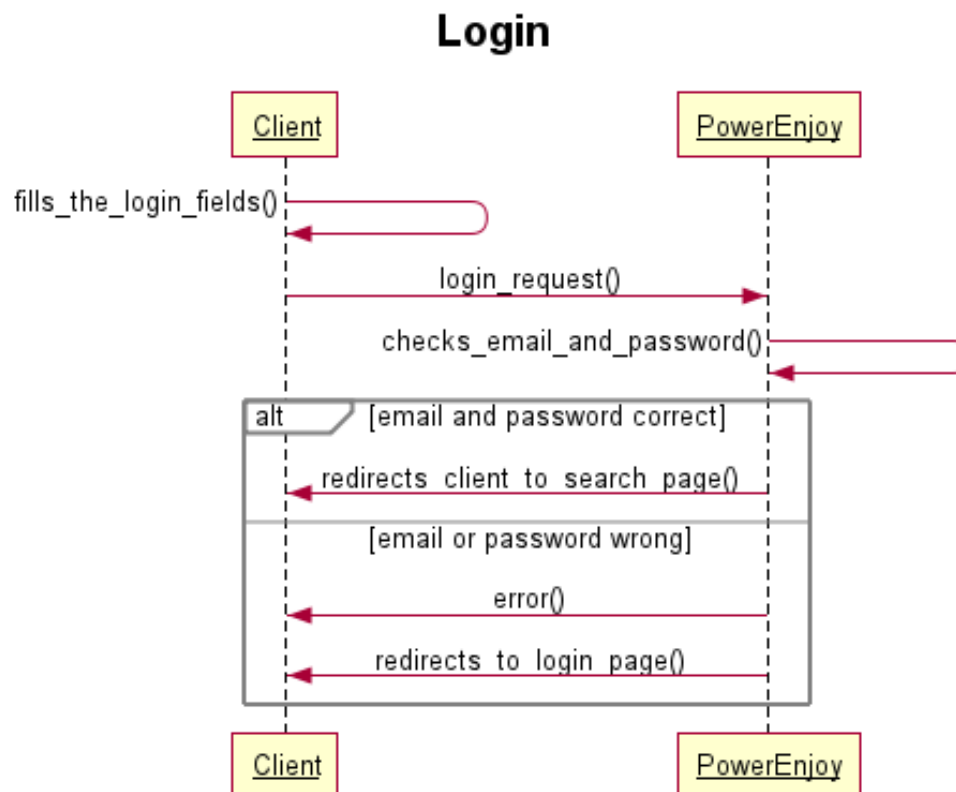 Login
Client
PowerEnjoy
fills_the_login_fields()
login_request()
checks_email_and_password()
alt
[email and password correct]
redirects_client_to_search_page()
[email or password wrong]
error()
redirects_to_login_page()
Client
PowerEnjoy